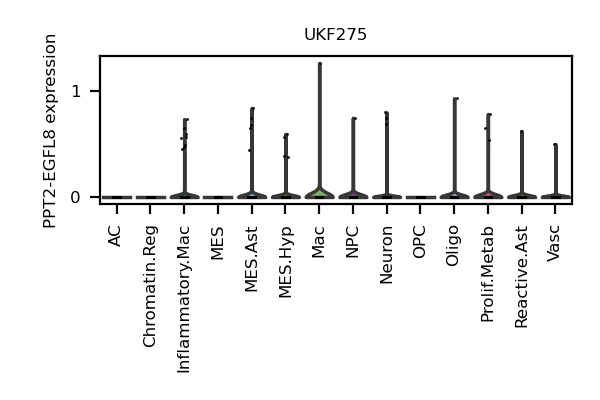 UKF275
PPT2-EGFL8 expression
1
0
AC
Chromatin.Reg
Inflammatory.Mac
MES
MES.Ast
MES.Hyp
Mac
NPC
Neuron
OPC
Oligo
Prolif.Metab
Reactive.Ast
Vasc